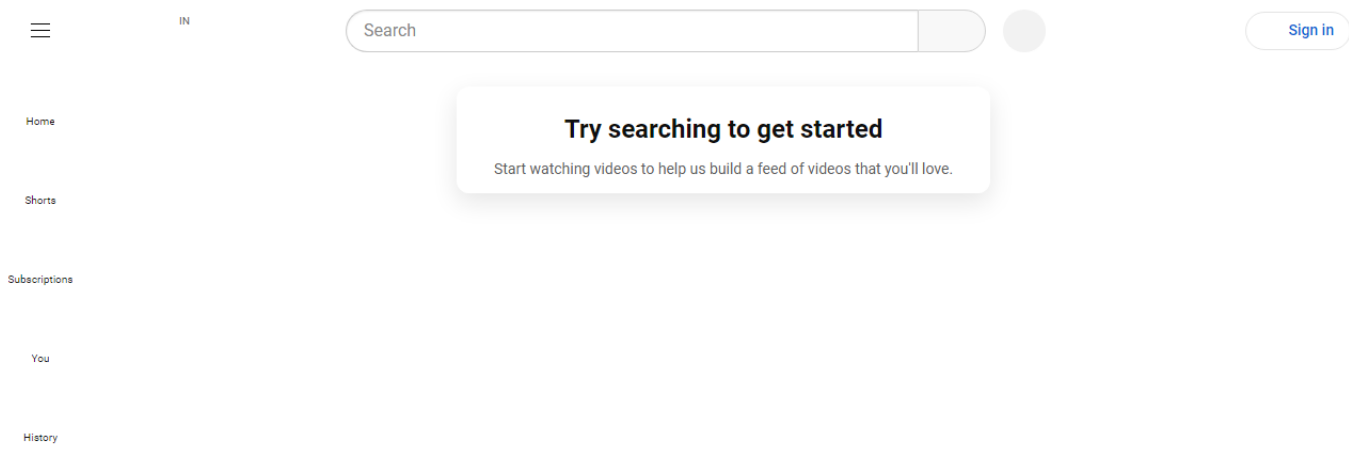 IN
Search
Sign in
Try searching to get started
Start watching videos to help us build a feed of videos that you'll love.
Home
Shorts
Subscriptions
You
History